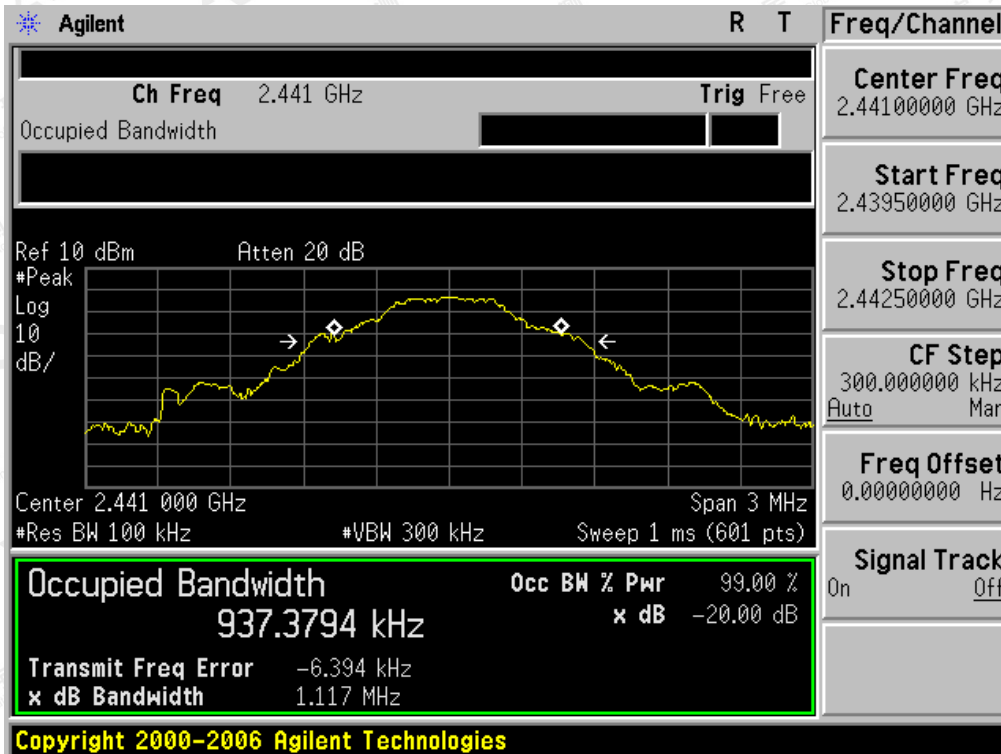 Agilent R T
Freq/Channel
Ch Freq 2.441 GHz Trig Free
Occupied Bandwidth
Ref 10 dBm Atten 20 dB
#Peak
Log
10
dB/
Center 2.441 000 GHz Span 3 MHz
#Res BW 100 kHz #VBW 300 kHz Sweep 1 ms (601 pts)
Occupied Bandwidth
937.3794 kHz
Occ BW % Pwr 99.00 %
x dB -20.00 dB
Transmit Freq Error -6.394 kHz
x dB Bandwidth 1.117 MHz
Copyright 2000-2006 Agilent Technologies
Center Freq
2.44100000 GHz
Start Freq
2.43950000 GHz
Stop Freq
2.44250000 GHz
CF Step
300.000000 kHz
Auto Man
Freq Offset
0.00000000 Hz
Signal Track
On Off